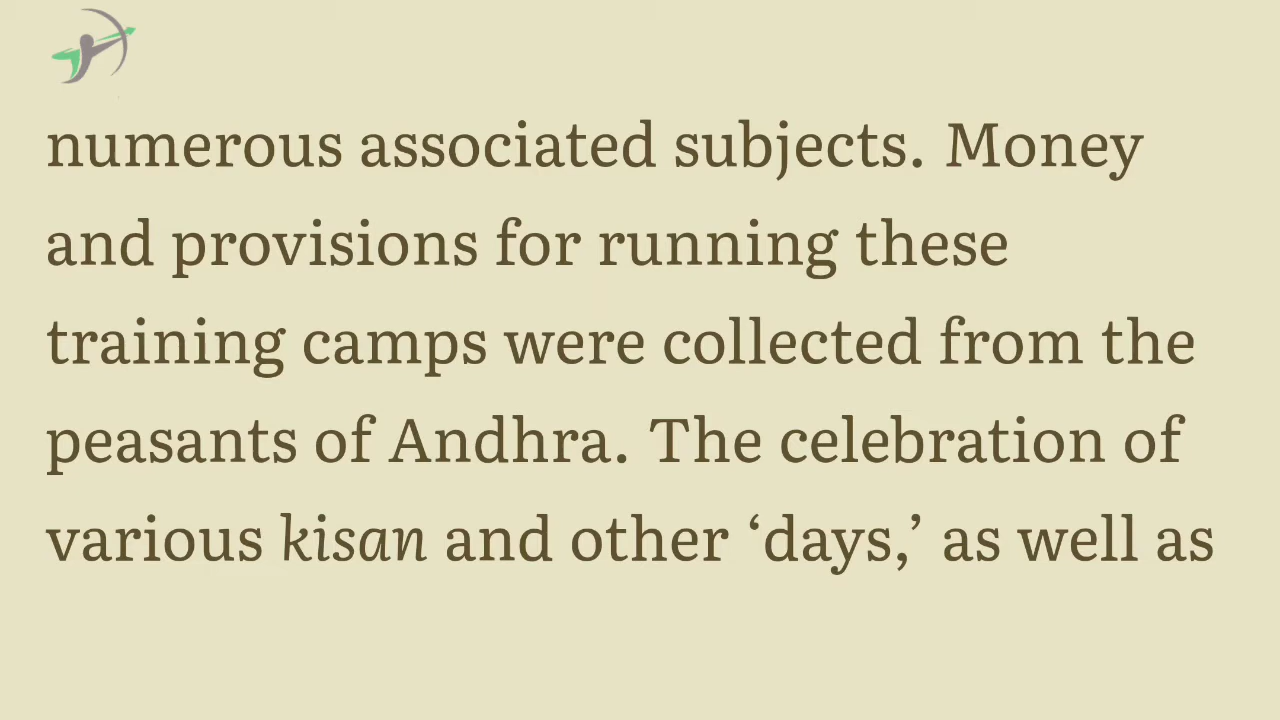 numerous associated subjects. Money
and provisions for running these
training camps were collected from the
peasants of Andhra. The celebration of
various kisan and other ‘days,’ as well as